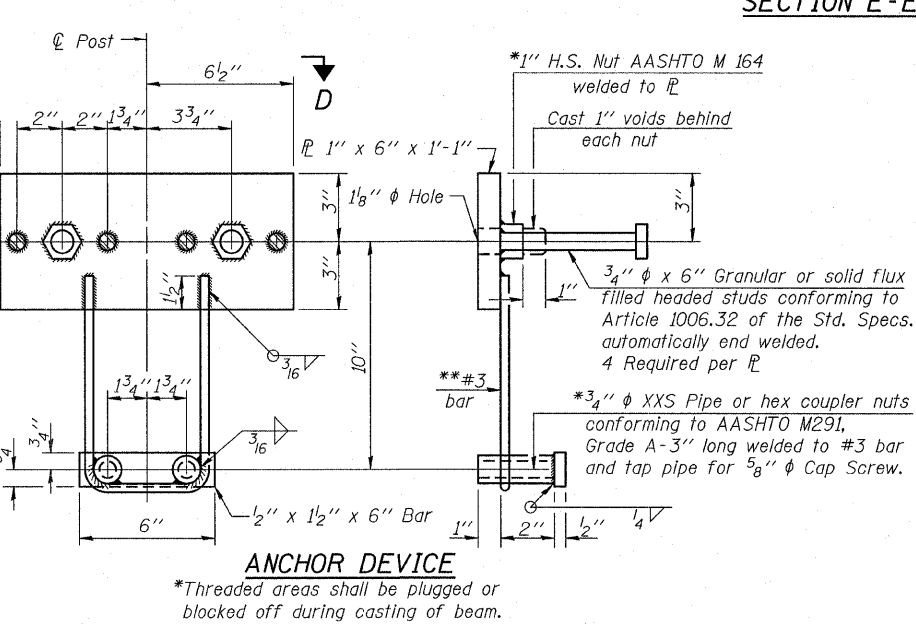 SECTION E-E
℄ Post
6½"
D
2" 2" 1¾" 3¾"
*1" H.S. Nut AASHTO M 164
welded to ℙ
Cast 1" voids behind
each nut
ℙ 1" x 6" x 1'-1"
1⅛" φ Hole
3"
3"
3"
1½"
1"
¾" φ x 6" Granular or solid flux
filled headed studs conforming to
Article 1006.32 of the Std. Specs.
automatically end welded.
4 Required per ℙ
3/16
10"
1¾" 1¾"
**#3
bar
*¾" φ XXS Pipe or hex coupler nuts
conforming to AASHTO M291,
Grade A-3" long welded to #3 bar
and tap pipe for ⅝" φ Cap Screw.
¾"
3/16
½" x 1½" x 6" Bar
6"
1" 2" ½"
¼
ANCHOR DEVICE
*Threaded areas shall be plugged or
blocked off during casting of beam.